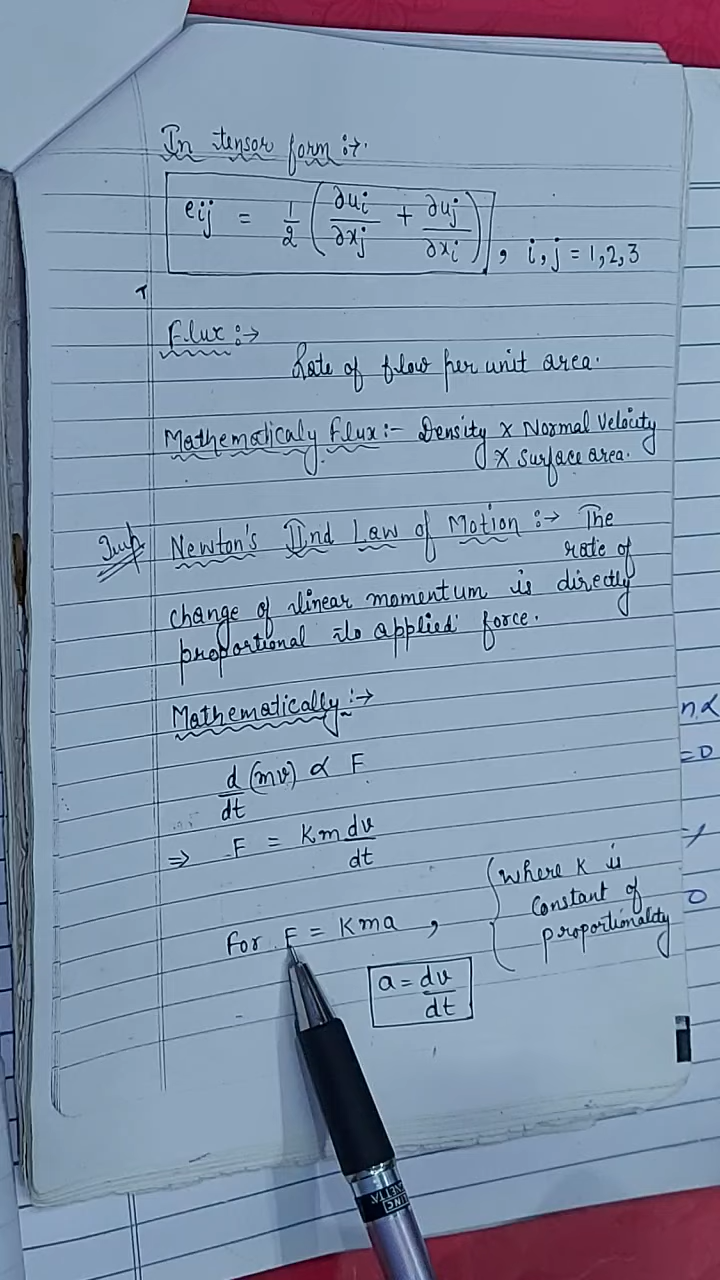 In tensor form :→
eij = 1/2 (∂ui/∂xj + ∂uj/∂xi), i, j = 1,2,3
Flux :→
Rate of flow per unit area.
Mathematicaly Flux :- Density × Normal Velocity
× Surface area.
Imp Newton's IInd Law of Motion :→ The
rate of
change of linear momentum is directly
proportional to applied force.
Mathematically :→
d/dt (mv) ∝ F
⇒ F = Km dv/dt
For F = Kma, {where K is
constant of
proportionality
a = dv/dt